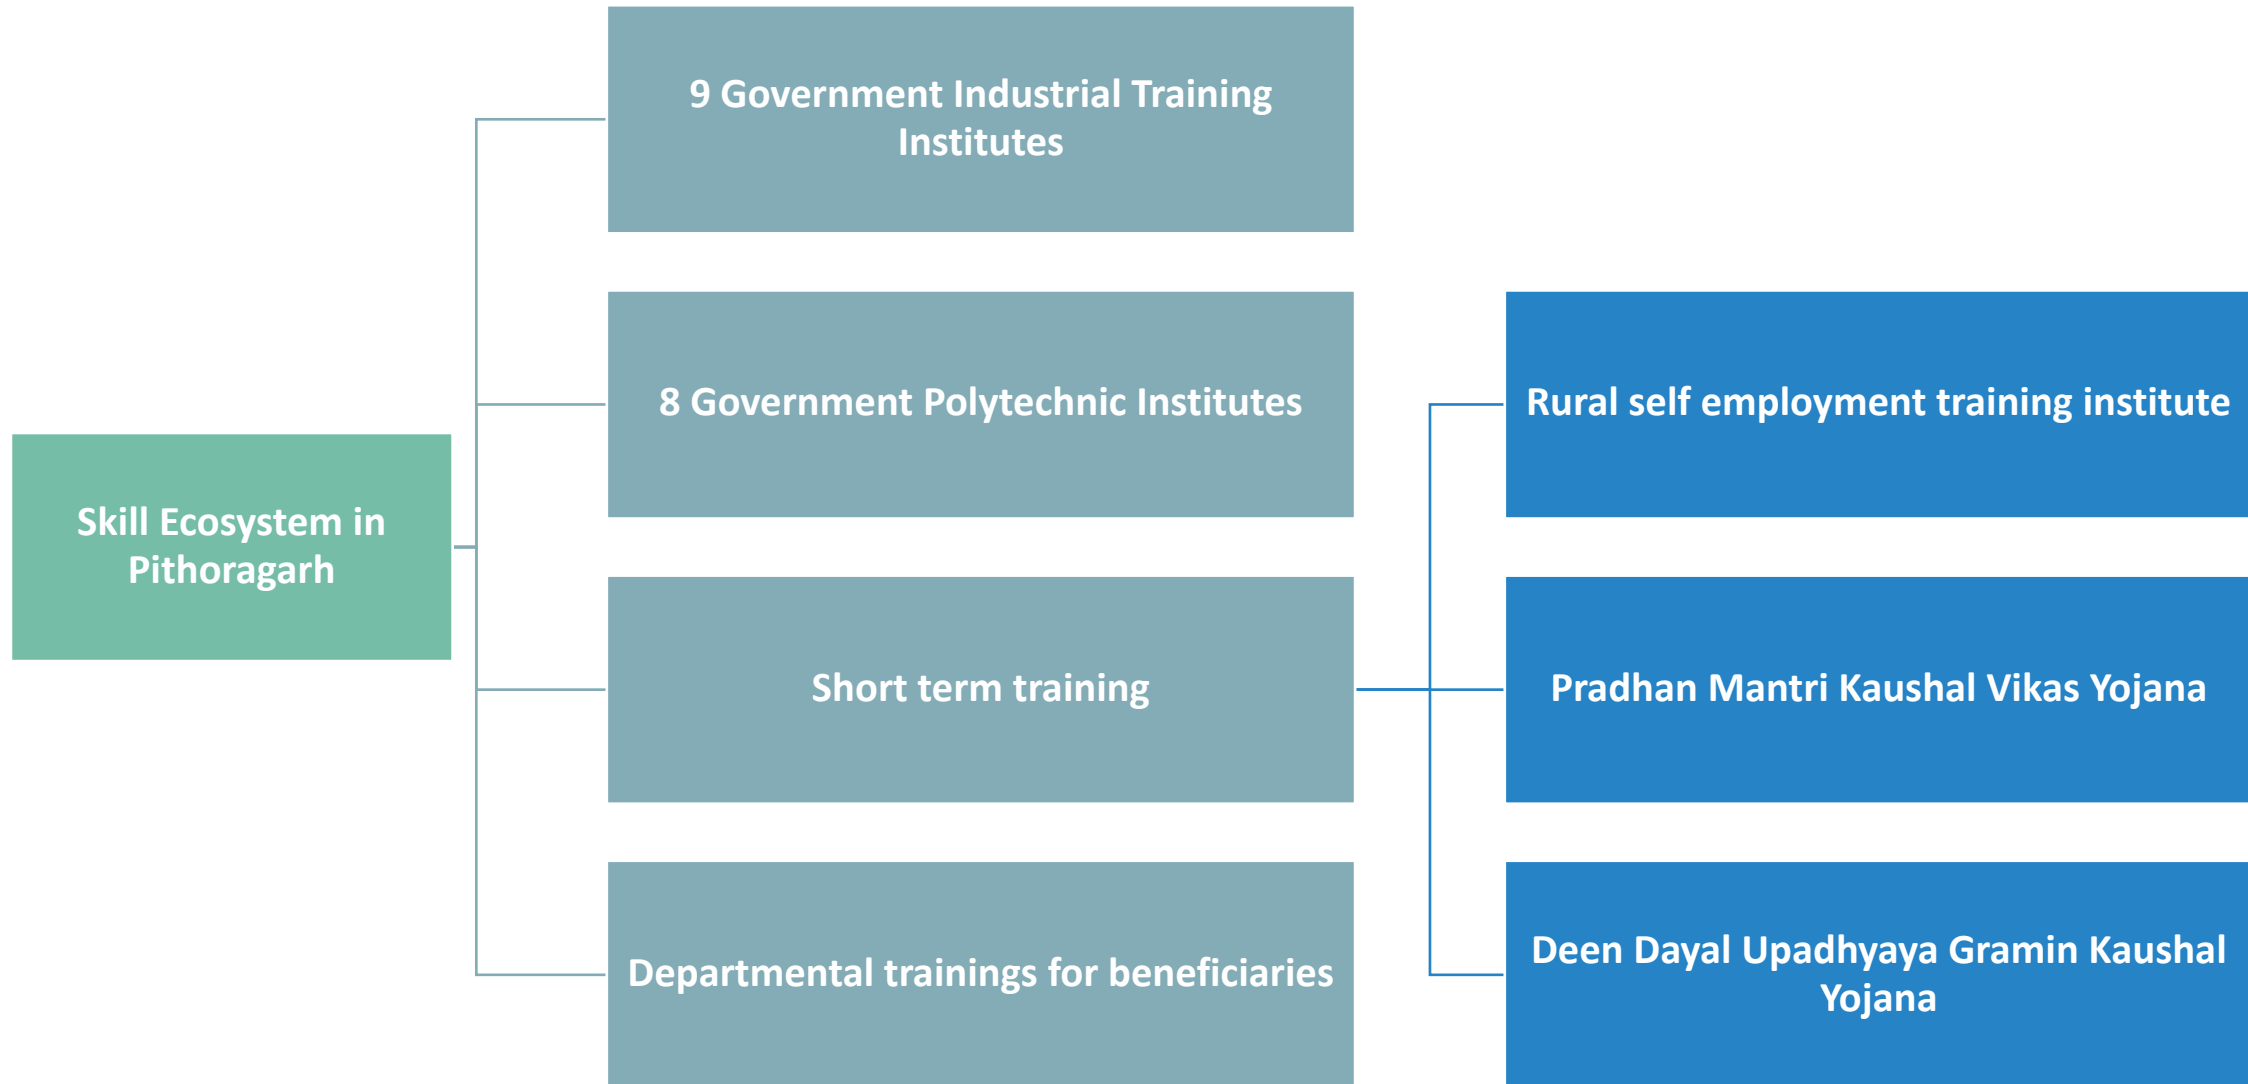 9 Government Industrial Training
Institutes
8 Government Polytechnic Institutes
Rural self employment training institute
Skill Ecosystem in
Pithoragarh
Short term training
Pradhan Mantri Kaushal Vikas Yojana
Departmental trainings for beneficiaries
Deen Dayal Upadhyaya Gramin Kaushal
Yojana